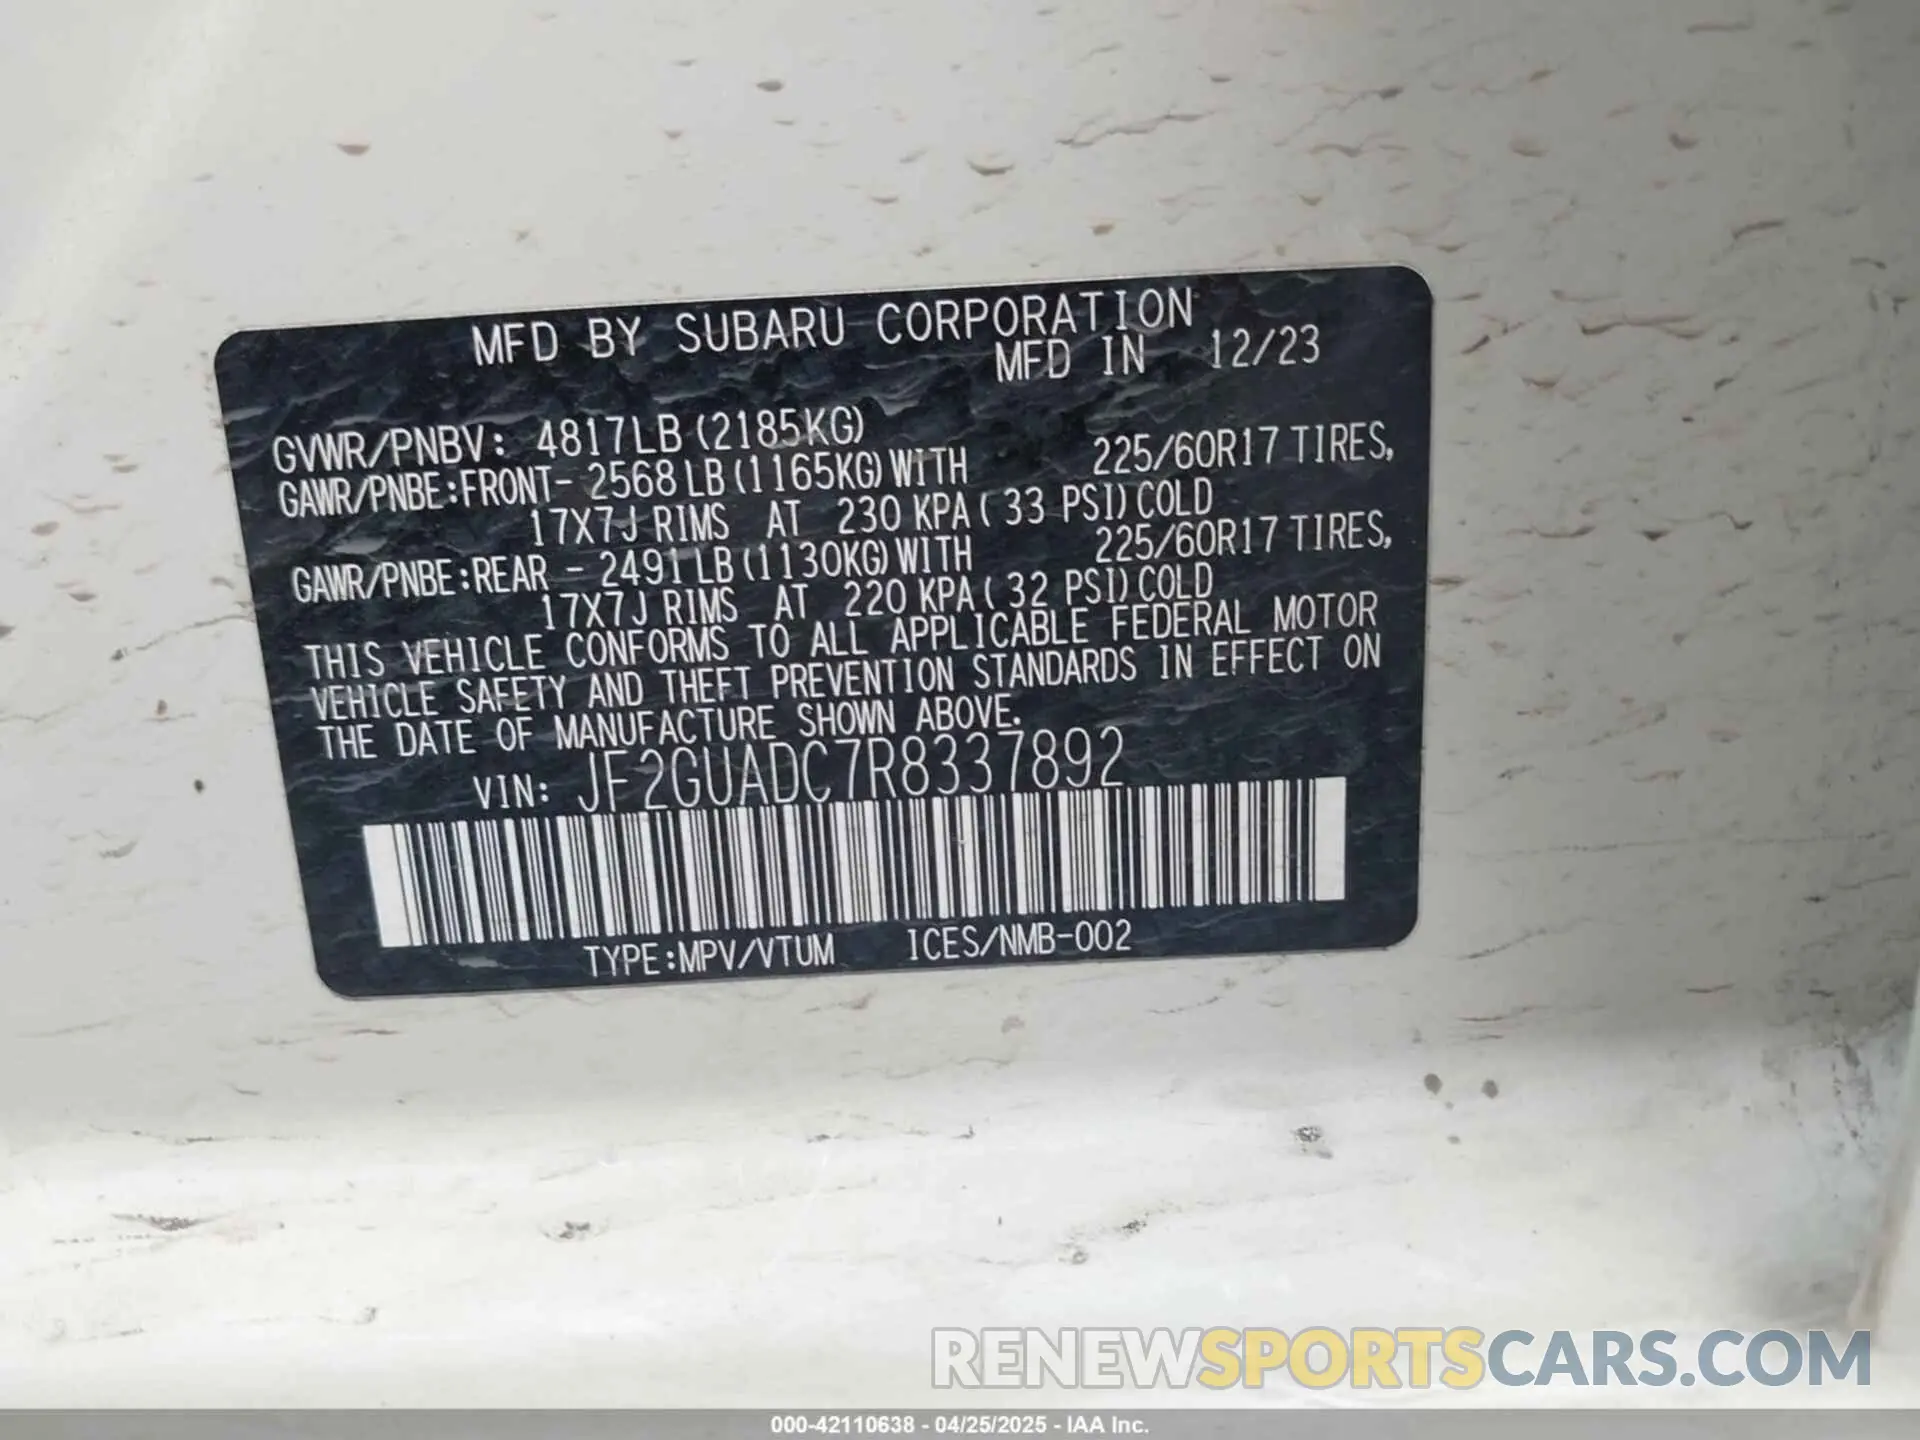 MFD BY SUBARU CORPORATION
MFD IN 12/23
GVWR/PNBV: 4817LB (2185KG)
GAWR/PNBE:FRONT- 2568LB (1165KG) WITH 225/60R17 TIRES,
17X7J RIMS AT 230 KPA ( 33 PSI) COLD
GAWR/PNBE:REAR - 2491LB (1130KG) WITH 225/60R17 TIRES,
17X7J RIMS AT 220 KPA ( 32 PSI) COLD
THIS VEHICLE CONFORMS TO ALL APPLICABLE FEDERAL MOTOR
VEHICLE SAFETY AND THEFT PREVENTION STANDARDS IN EFFECT ON
THE DATE OF MANUFACTURE SHOWN ABOVE.
VIN: JF2GUADC7R8337892
TYPE:MPV/VTUM ICES/NMB-002
RENEWSPORTSCARS.COM
000-42110638 - 04/25/2025 - IAA Inc.